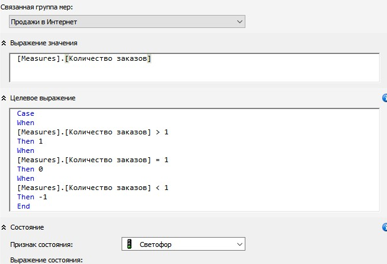 Связанная группа мер:
Продажи в Интернет
Выражение значения
[Measures].[Количество заказов]
Целевое выражение
Case
When
[Measures].[Количество заказов] > 1
Then 1
When
[Measures].[Количество заказов] = 1
Then 0
When
[Measures].[Количество заказов] < 1
Then -1
End
Состояние
Признак состояния:
Светофор
Выражение состояния: